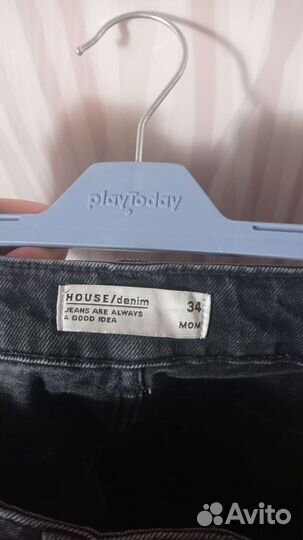 playToday
HOUSE/denim
JEANS ARE ALWAYS
A GOOD IDEA
34
MOM
Avito